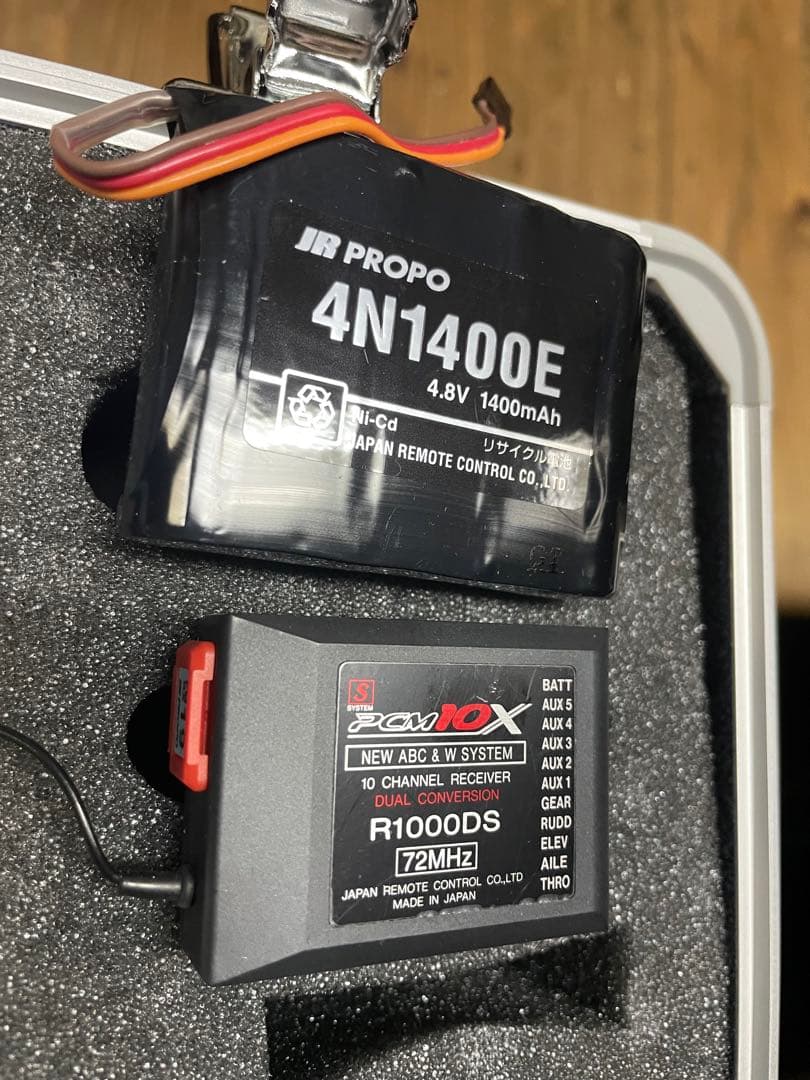 JR PROPO
4N1400E
4.8V 1400mAh
Ni-Cd
リサイクル電池
JAPAN REMOTE CONTROL CO.,LTD.
S
SYSTEM
PCM10X
NEW ABC & W SYSTEM
10 CHANNEL RECEIVER
DUAL CONVERSION
R1000DS
72MHz
JAPAN REMOTE CONTROL CO.,LTD
MADE IN JAPAN
BATT
AUX 5
AUX 4
AUX 3
AUX 2
AUX 1
GEAR
RUDD
ELEV
AILE
THRO